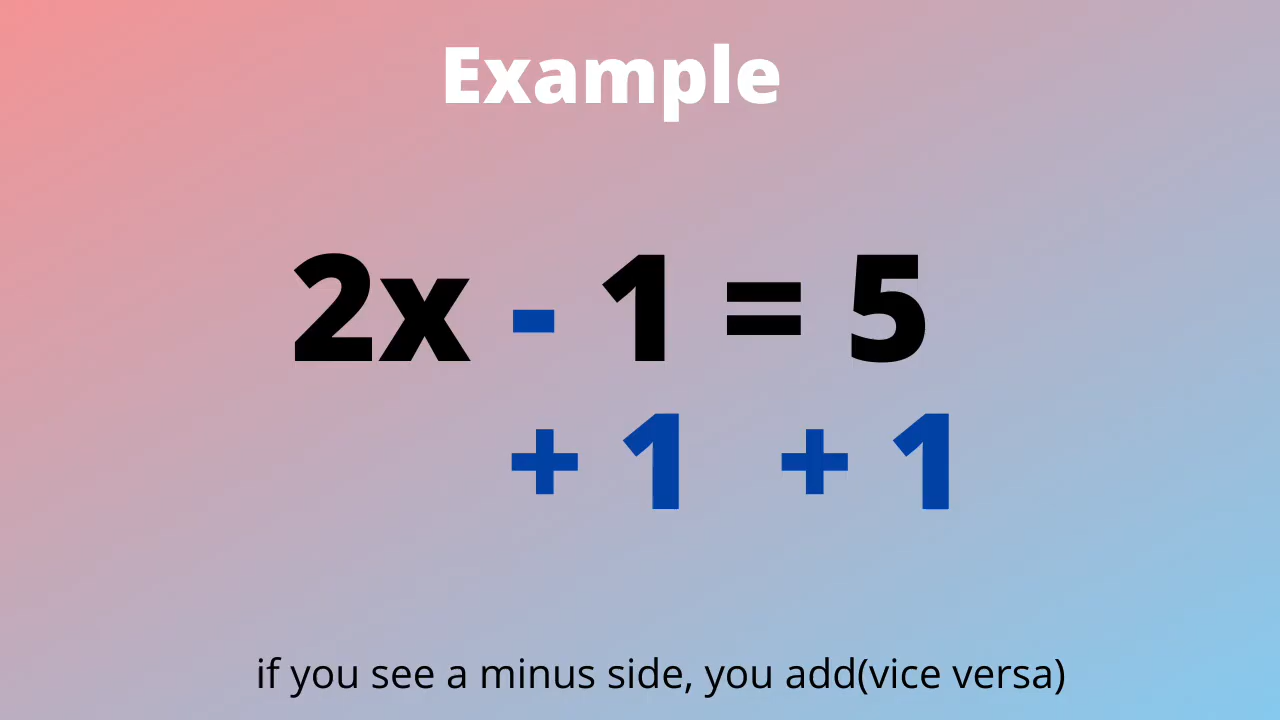 Example
2x - 1 = 5
+ 1 + 1
if you see a minus side, you add(vice versa)